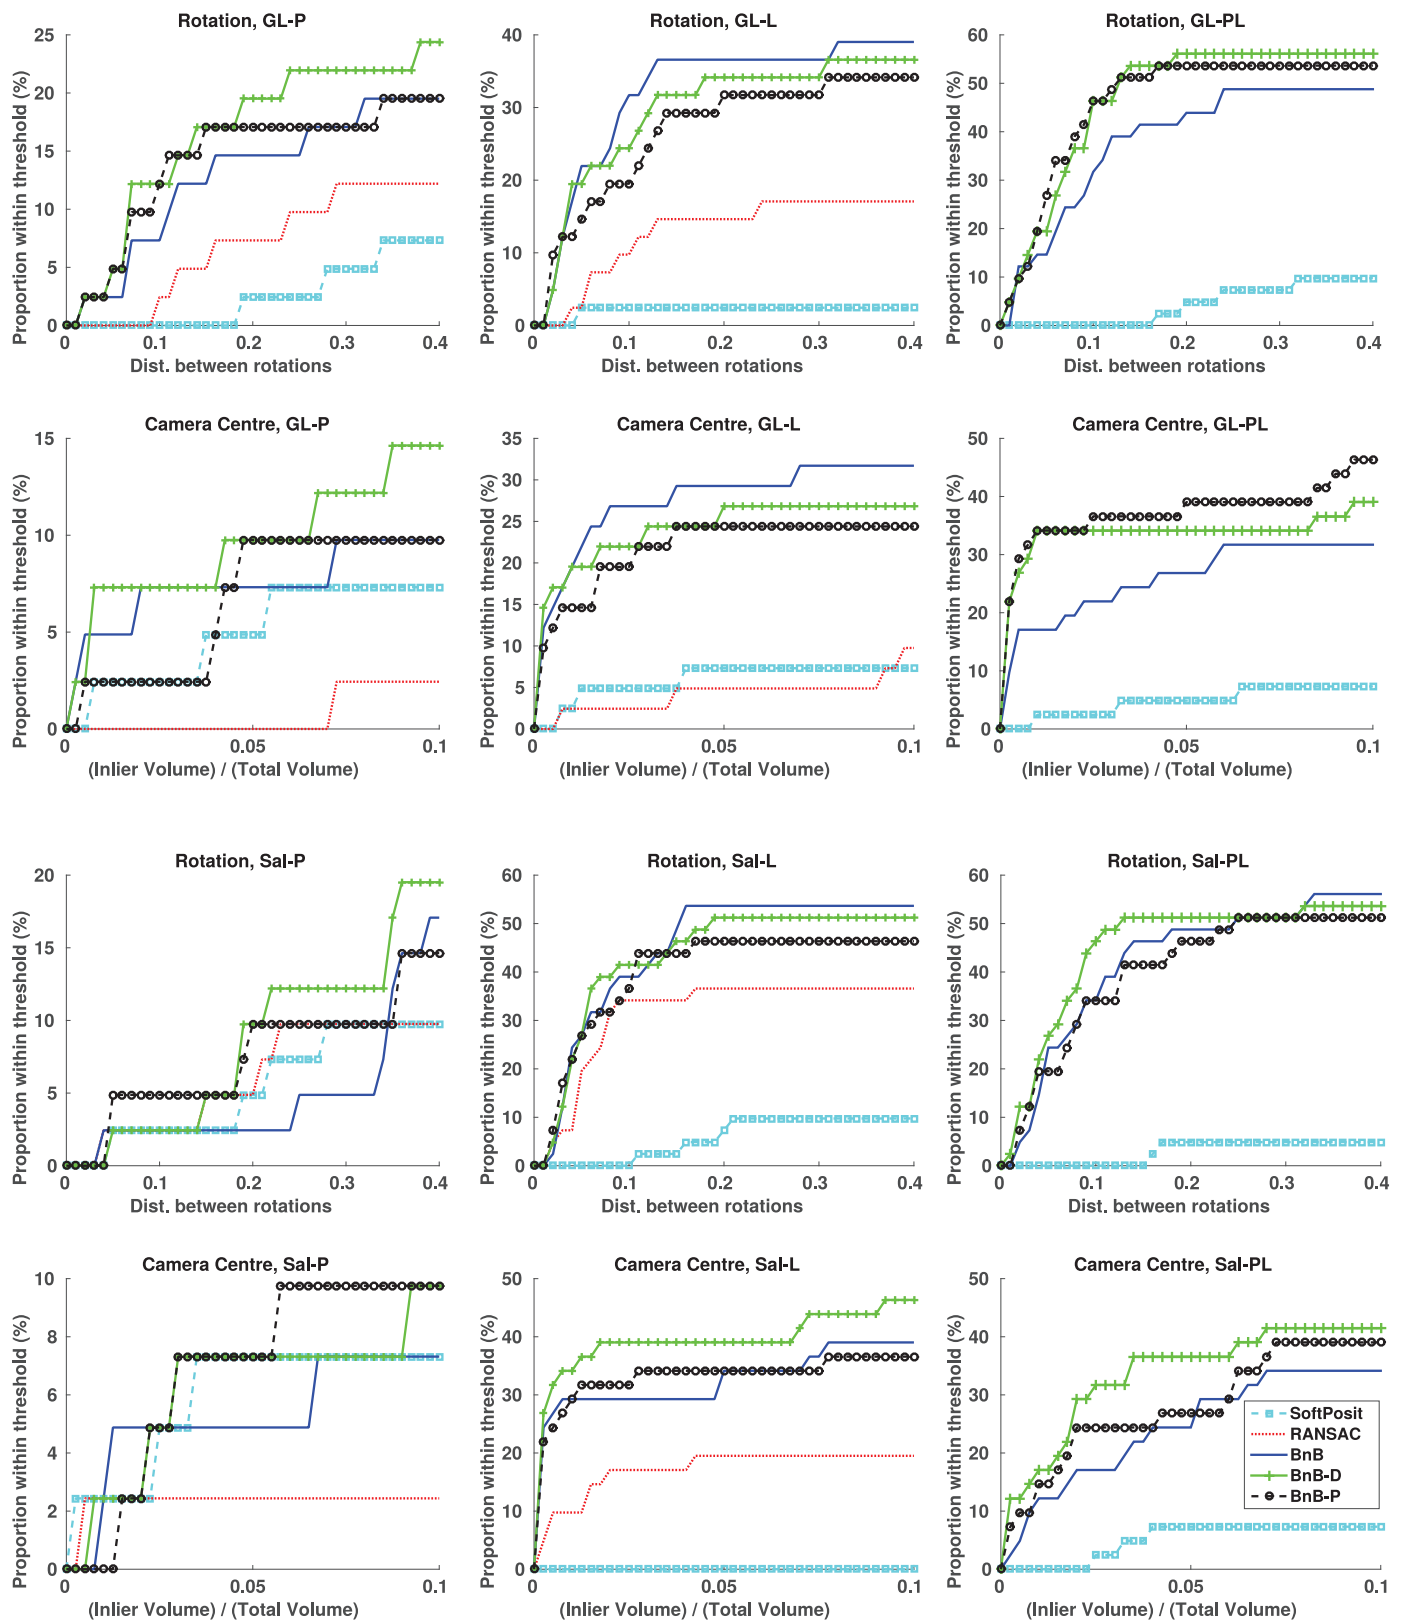 Rotation, GL-P
Proportion within threshold (%)
25
20
15
10
5
0
0 0.1 0.2 0.3 0.4
Dist. between rotations
Rotation, GL-L
Proportion within threshold (%)
40
30
20
10
0
0 0.1 0.2 0.3 0.4
Dist. between rotations
Rotation, GL-PL
Proportion within threshold (%)
60
50
40
30
20
10
0
0 0.1 0.2 0.3 0.4
Dist. between rotations
Camera Centre, GL-P
Proportion within threshold (%)
15
10
5
0
0 0.05 0.1
(Inlier Volume) / (Total Volume)
Camera Centre, GL-L
Proportion within threshold (%)
35
30
25
20
15
10
5
0
0 0.05 0.1
(Inlier Volume) / (Total Volume)
Camera Centre, GL-PL
Proportion within threshold (%)
50
40
30
20
10
0
0 0.05 0.1
(Inlier Volume) / (Total Volume)
Rotation, Sal-P
Proportion within threshold (%)
20
15
10
5
0
0 0.1 0.2 0.3 0.4
Dist. between rotations
Rotation, Sal-L
Proportion within threshold (%)
60
50
40
30
20
10
0
0 0.1 0.2 0.3 0.4
Dist. between rotations
Rotation, Sal-PL
Proportion within threshold (%)
60
50
40
30
20
10
0
0 0.1 0.2 0.3 0.4
Dist. between rotations
Camera Centre, Sal-P
Proportion within threshold (%)
10
8
6
4
2
0
0 0.05 0.1
(Inlier Volume) / (Total Volume)
Camera Centre, Sal-L
Proportion within threshold (%)
50
40
30
20
10
0
0 0.05 0.1
(Inlier Volume) / (Total Volume)
Camera Centre, Sal-PL
Proportion within threshold (%)
50
40
30
20
10
0
0 0.05 0.1
(Inlier Volume) / (Total Volume)
SoftPosit
RANSAC
BnB
BnB-D
BnB-P